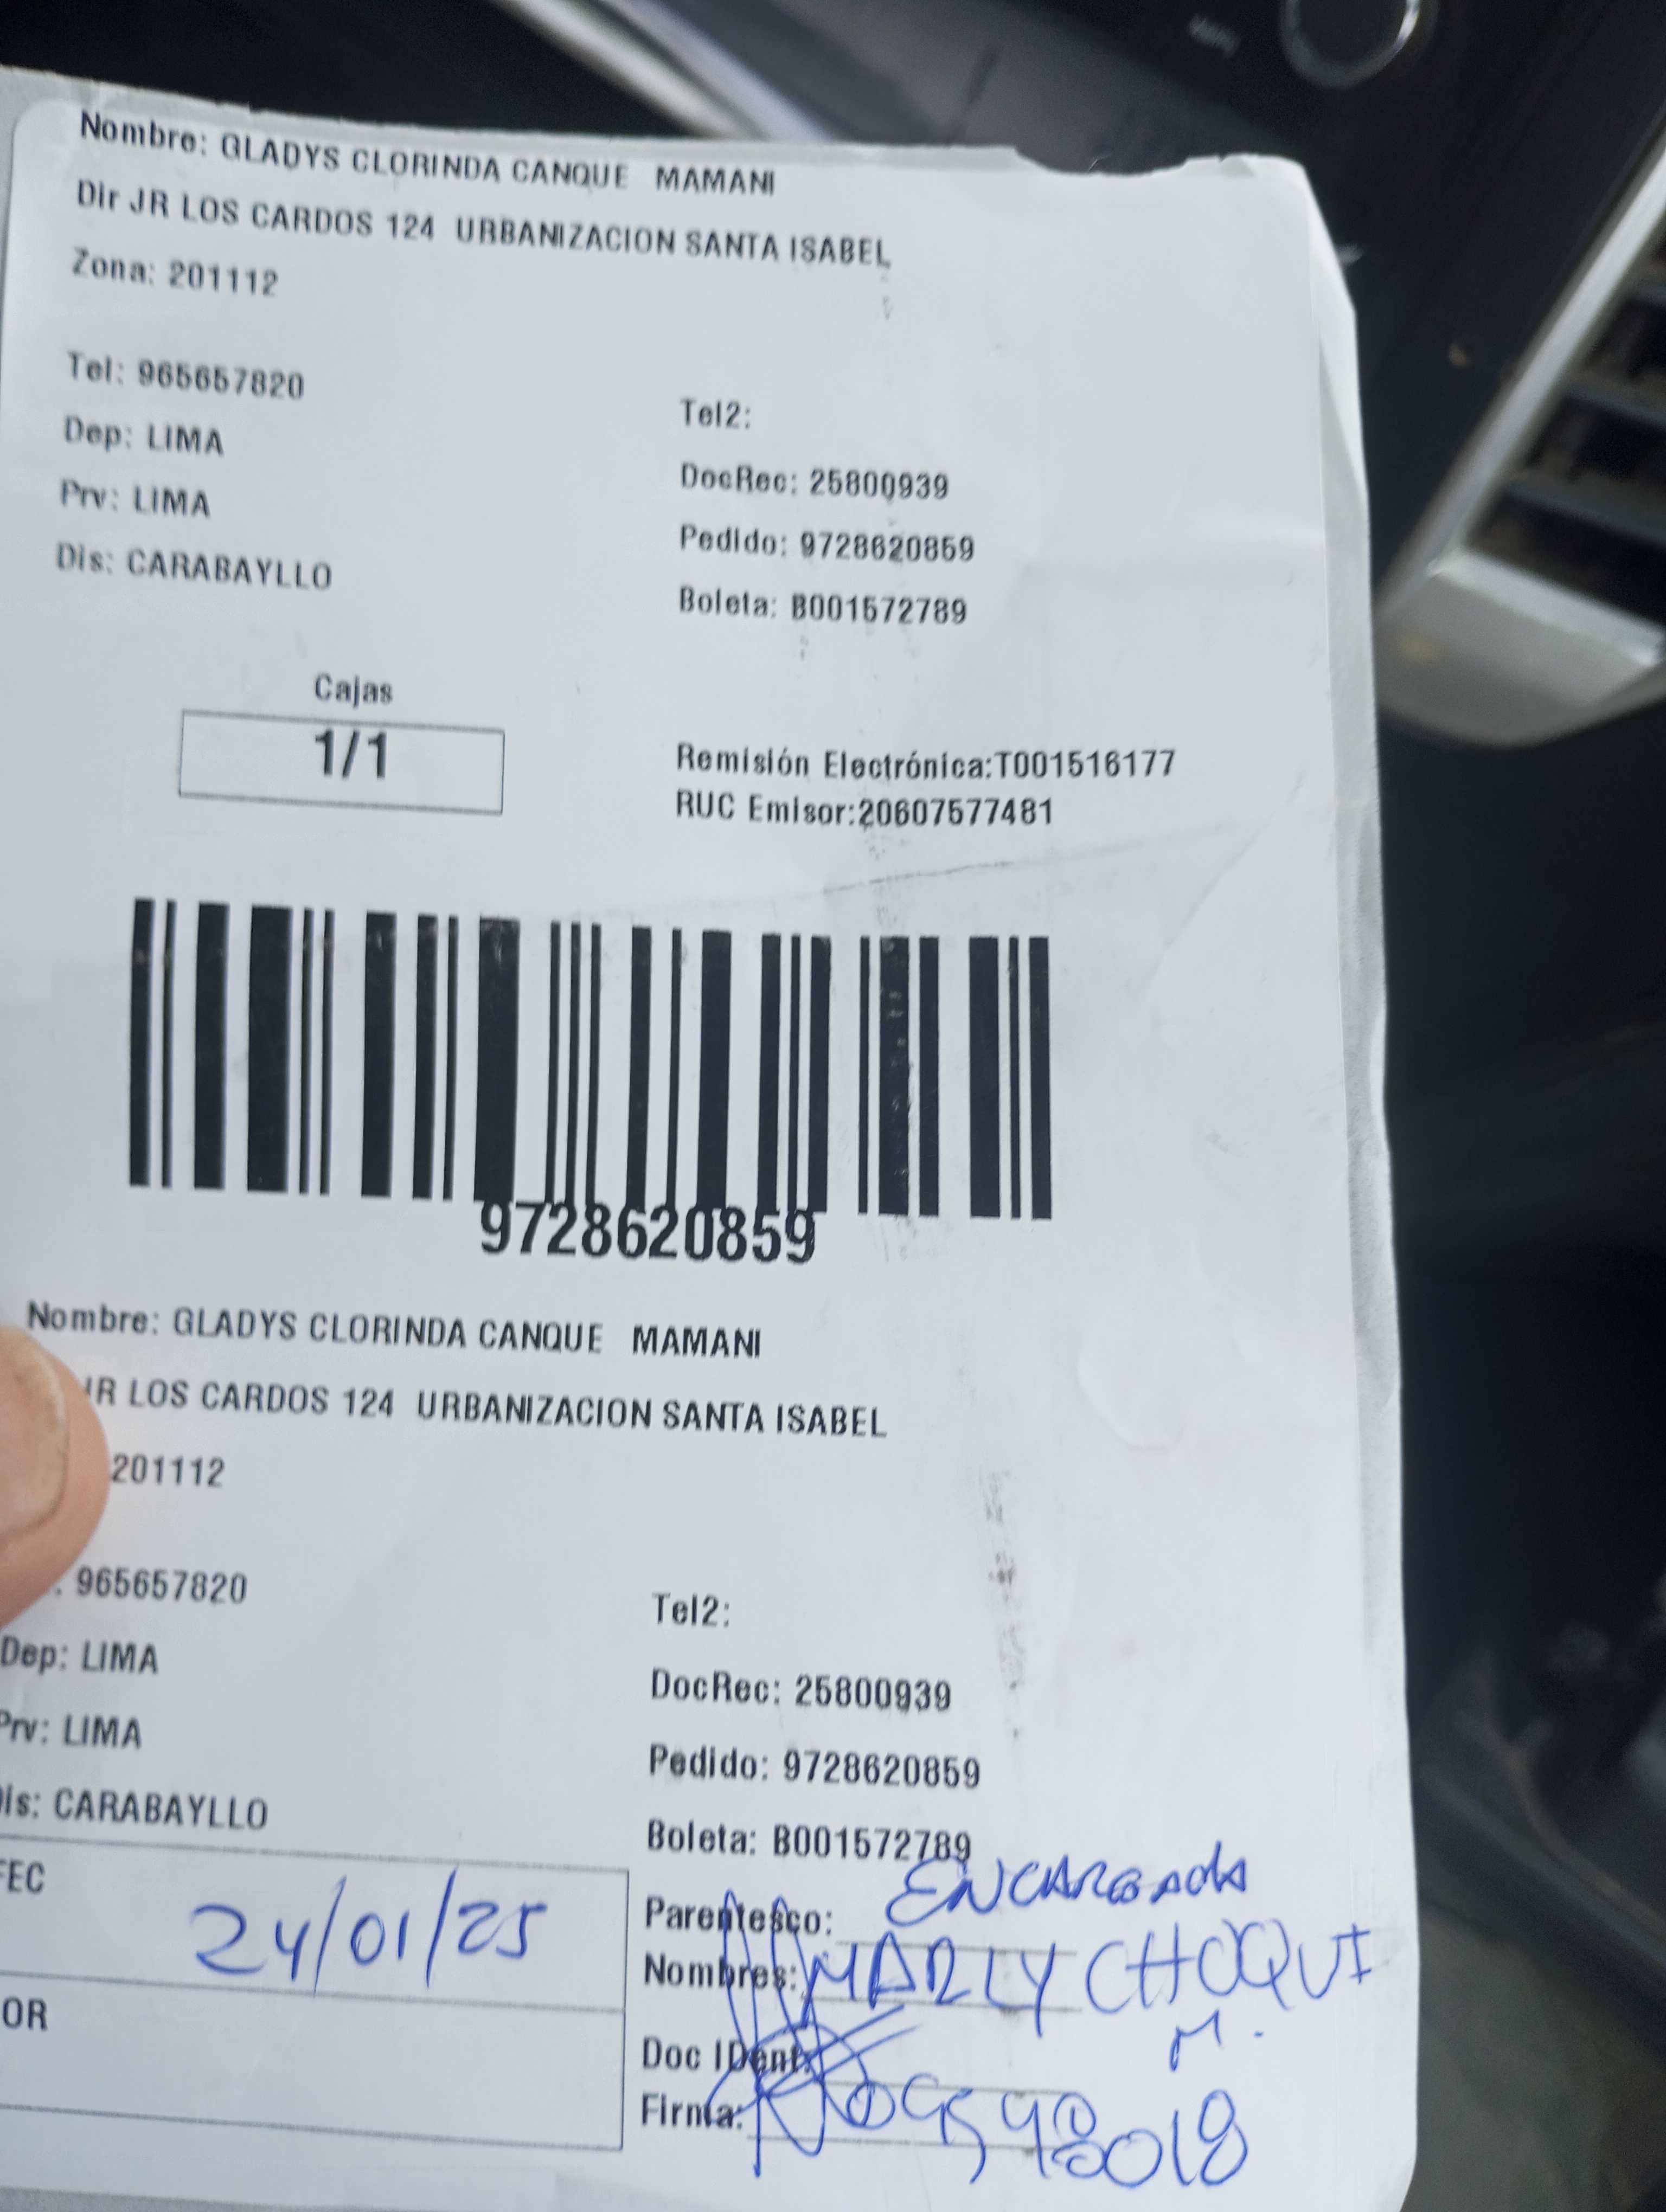 Nombre: GLADYS CLORINDA CANQUE MAMANI
Dir JR LOS CARDOS 124 URBANIZACION SANTA ISABEL
Zona: 201112
Tel: 965657820
Tel2:
Dep: LIMA
DocRec: 25800939
Prv: LIMA
Pedido: 9728620859
Dis: CARABAYLLO
Boleta: B001572789
Cajas
1/1
Remisión Electrónica:T001516177
RUC Emisor:20607577481
9728620859
Nombre: GLADYS CLORINDA CANQUE MAMANI
JR LOS CARDOS 124 URBANIZACION SANTA ISABEL
201112
965657820
Tel2:
Dep: LIMA
DocRec: 25800939
Prv: LIMA
Pedido: 9728620859
Dis: CARABAYLLO
Boleta: B001572789
FEC
24/01/25
Parentesco: ENCARGADA
Nombres: MARLY CHOQUI
M.
OR
Doc IDent:
Firma: